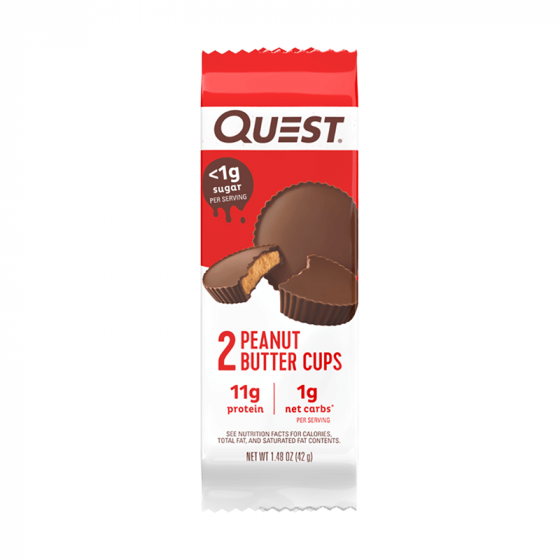 QUEST®
<1g
sugar
PER SERVING
2 PEANUT
BUTTER CUPS
11g
protein
1g
net carbs*
PER SERVING
SEE NUTRITION FACTS FOR CALORIES,
TOTAL FAT, AND SATURATED FAT CONTENTS.
NET WT 1.48 OZ (42 g)